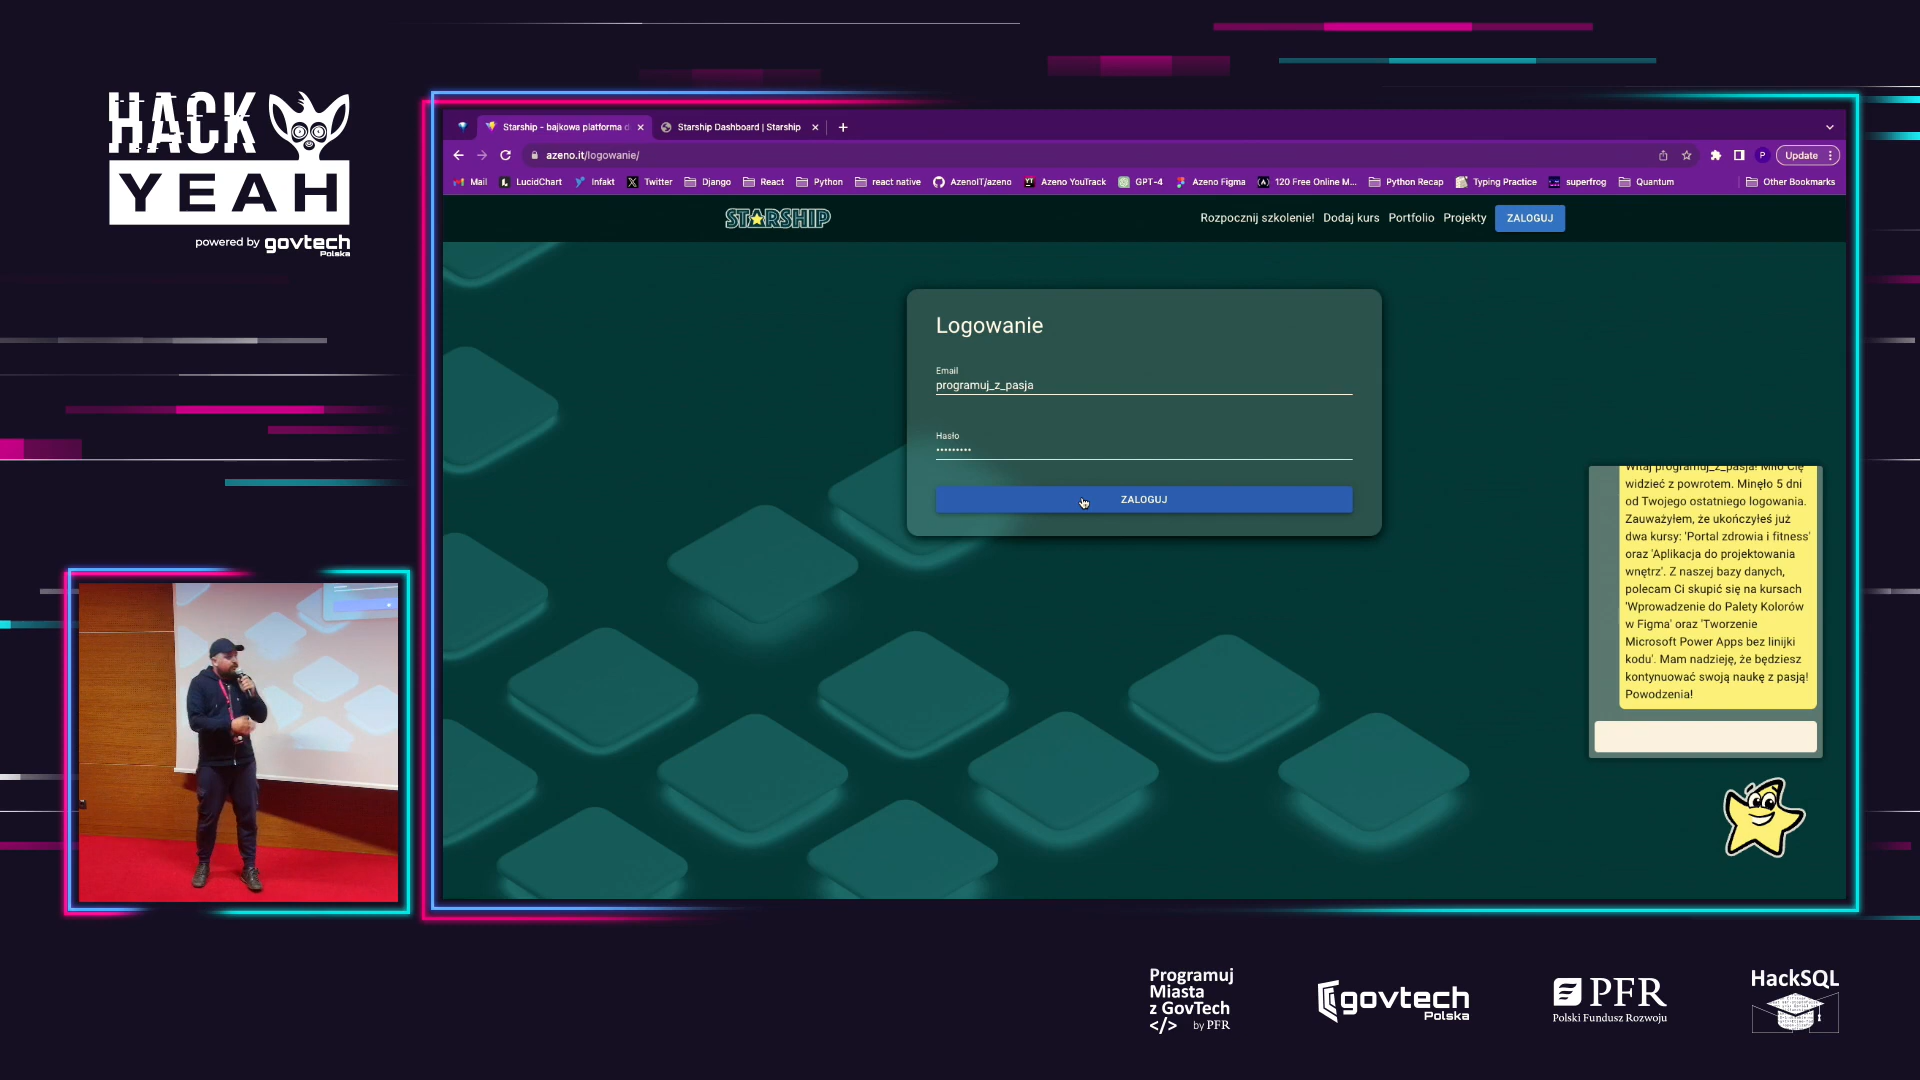 HACK
YEAH
powered by govtech
Polska
Starship - bajkowa platforma d
Starship Dashboard | Starship
azeno.it/logowanie/
P
Update
Mail
LucidChart
Infakt
Twitter
Django
React
Python
react native
AzenoIT/azeno
Azeno YouTrack
GPT-4
Azeno Figma
120 Free Online M...
Python Recap
Typing Practice
superfrog
Quantum
Other Bookmarks
STARSHIP
Rozpocznij szkolenie!
Dodaj kurs
Portfolio
Projekty
ZALOGUJ
Logowanie
Email
programuj_z_pasja
Hasło
•••••••••
ZALOGUJ
Witaj programuj_z_pasja! Miło Cię
widzieć z powrotem. Minęło 5 dni
od Twojego ostatniego logowania.
Zauważyłem, że ukończyłeś już
dwa kursy: 'Portal zdrowia i fitness'
oraz 'Aplikacja do projektowania
wnętrz'. Z naszej bazy danych,
polecam Ci skupić się na kursach
'Wprowadzenie do Palety Kolorów
w Figma' oraz 'Tworzenie
Microsoft Power Apps bez linijki
kodu'. Mam nadzieję, że będziesz
kontynuować swoją naukę z pasją!
Powodzenia!
Programuj
Miasta
z GovTech
</> by PFR
govtech
Polska
PFR
Polski Fundusz Rozwoju
HackSQL